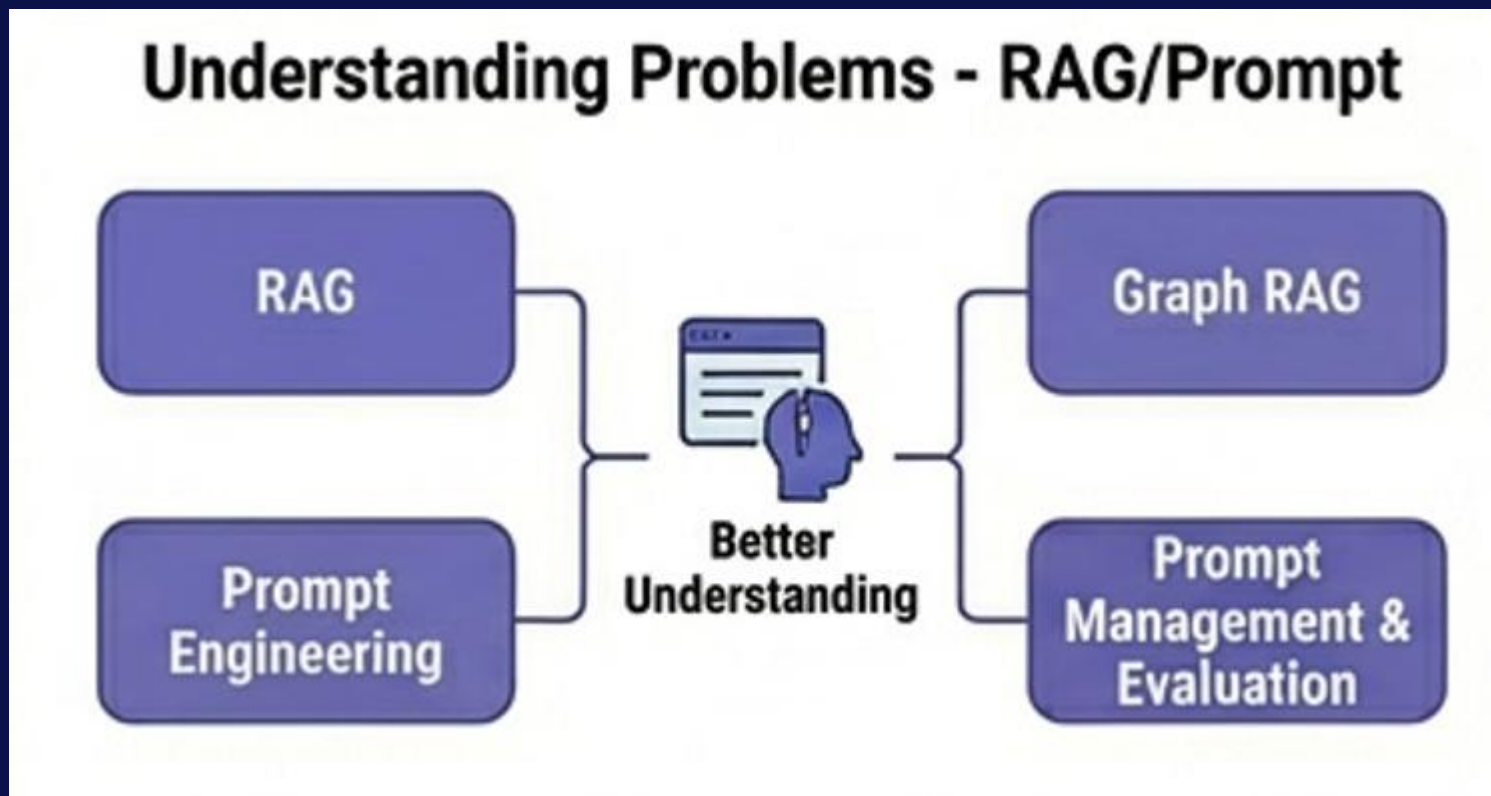 Understanding Problems - RAG/Prompt
RAG
Graph RAG
Better
Understanding
Prompt
Engineering
Prompt
Management &
Evaluation